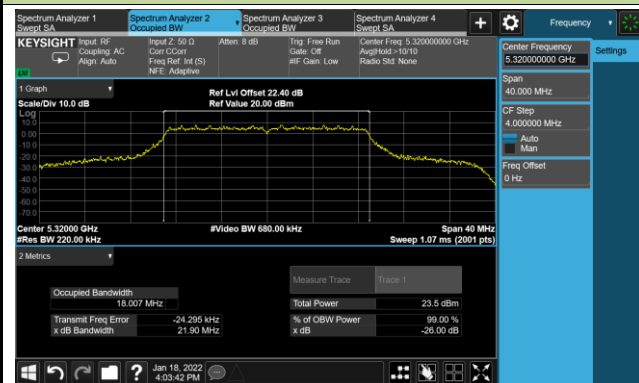 Spectrum Analyzer 1
Swept SA
Spectrum Analyzer 2
Occupied BW
Spectrum Analyzer 3
Occupied BW
Spectrum Analyzer 4
Swept SA
Frequency
KEYSIGHT
Input: RF
Coupling: AC
Align: Auto
Input Z: 50 Ω
Corr CCorr
Freq Ref: Int (S)
NFE: Adaptive
Atten: 8 dB
Trig: Free Run
Gate: Off
#IF Gain: Low
Center Freq: 5.320000000 GHz
Avg|Hold:>10/10
Radio Std: None
LW
Center Frequency
5.320000000 GHz
Settings
Span
40.000 MHz
CF Step
4.000000 MHz
Auto
Man
Freq Offset
0 Hz
1 Graph
Scale/Div 10.0 dB
Ref Lvl Offset 22.40 dB
Ref Value 20.00 dBm
Log
10.0
0.00
-10.0
-20.0
-30.0
-40.0
-50.0
-60.0
-70.0
Center 5.32000 GHz
#Res BW 220.00 kHz
#Video BW 680.00 kHz
Span 40 MHz
Sweep 1.07 ms (2001 pts)
2 Metrics
Measure Trace
Trace 1
Occupied Bandwidth
18.007 MHz
Total Power
23.5 dBm
Transmit Freq Error
-24.295 kHz
% of OBW Power
99.00 %
x dB Bandwidth
21.90 MHz
x dB
-26.00 dB
Jan 18, 2022
4:03:42 PM